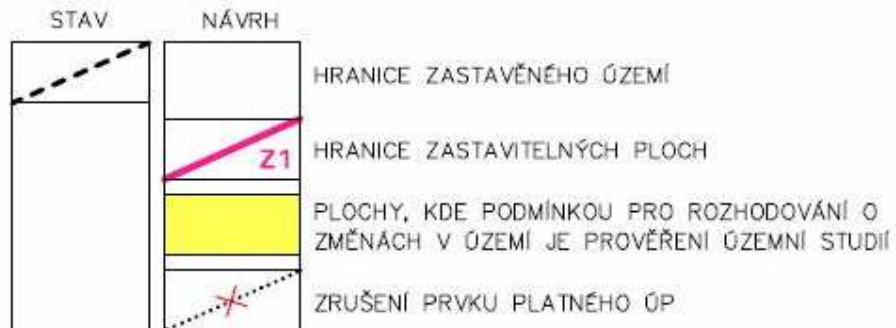 STAV NÁVRH
HRANICE ZASTAVĚNÉHO ÚZEMÍ
Z1 HRANICE ZASTAVITELNÝCH PLOCH
PLOCHY, KDE PODMÍNKOU PRO ROZHODOVÁNÍ O
ZMĚNÁCH V ÚZEMÍ JE PROVĚŘENÍ ÚZEMNÍ STUDIÍ
ZRUŠENÍ PRVKU PLATNÉHO ÚP